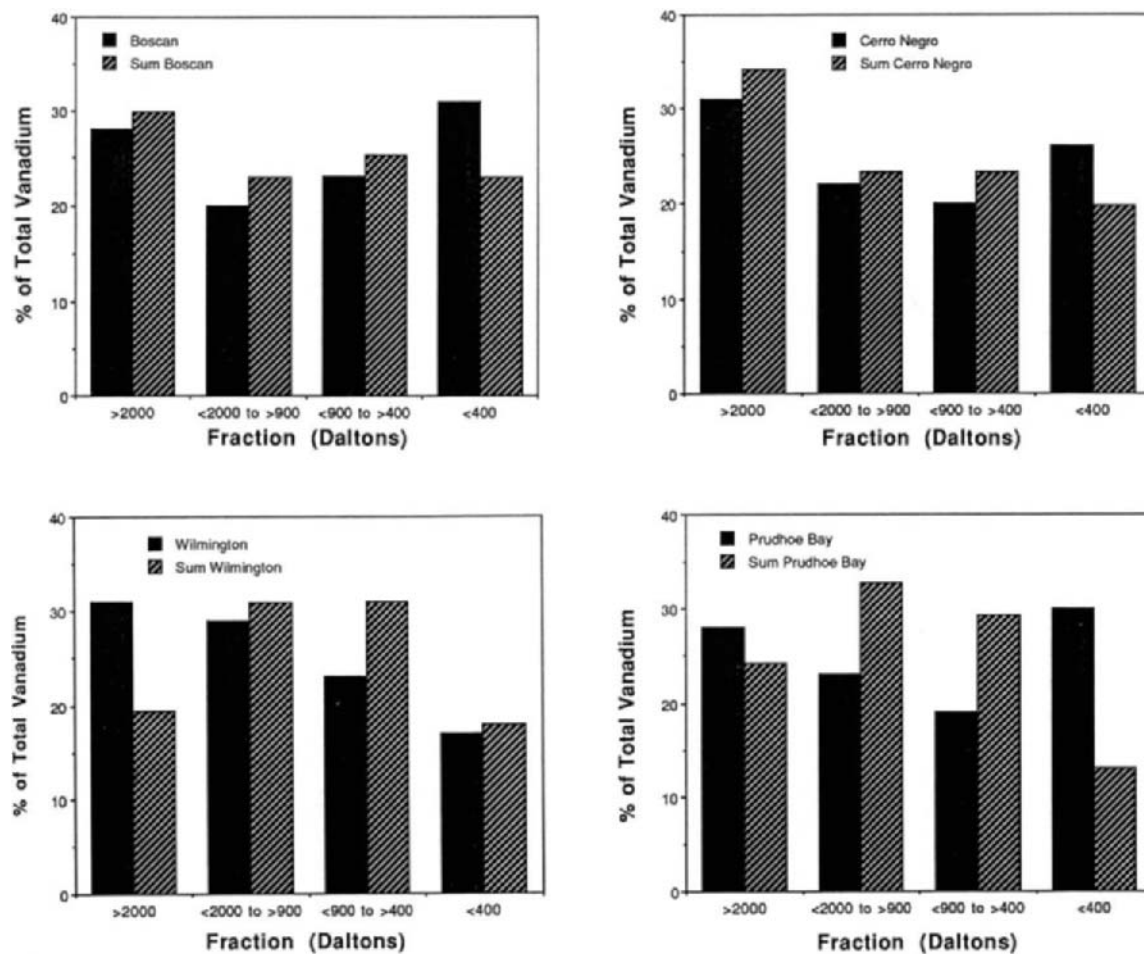 40
30
20
10
0
% of Total Vanadium
Boscan
Sum Boscan
>2000
<2000 to >900
<900 to >400
<400
Fraction (Daltons)
40
30
20
10
0
% of Total Vanadium
Cerro Negro
Sum Cerro Negro
>2000
<2000 to >900
<900 to >400
<400
Fraction (Daltons)
40
30
20
10
0
% of Total Vanadium
Wilmington
Sum Wilmington
>2000
<2000 to >900
<900 to >400
<400
Fraction (Daltons)
40
30
20
10
0
% of Total Vanadium
Prudhoe Bay
Sum Prudhoe Bay
>2000
<2000 to >900
<900 to >400
<400
Fraction (Daltons)